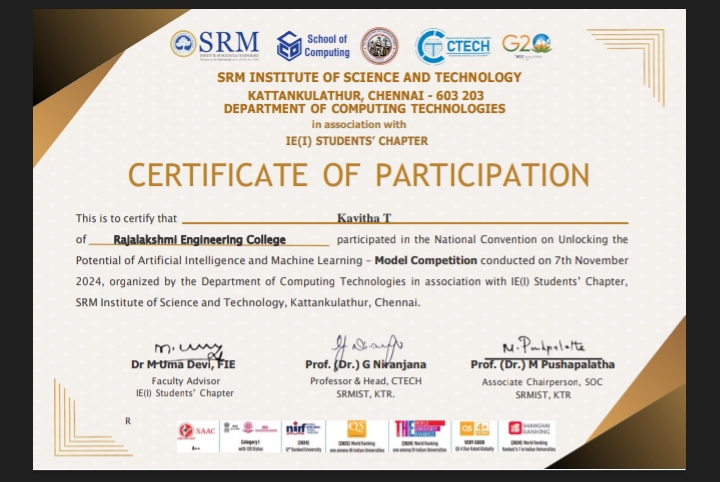 SRM
School of
Computing
CTECH
G20
SRM INSTITUTE OF SCIENCE AND TECHNOLOGY
KATTANKULATHUR, CHENNAI - 603 203
DEPARTMENT OF COMPUTING TECHNOLOGIES
in association with
IE(I) STUDENTS' CHAPTER
CERTIFICATE OF PARTICIPATION
This is to certify that Kavitha T
of Rajalakshmi Engineering College participated in the National Convention on Unlocking the
Potential of Artificial Intelligence and Machine Learning – Model Competition conducted on 7th November
2024, organized by the Department of Computing Technologies in association with IE(I) Students' Chapter,
SRM Institute of Science and Technology, Kattankulathur, Chennai.
Dr M Uma Devi, FIE
Faculty Advisor
IE(I) Students' Chapter
Prof. (Dr.) G Niranjana
Professor & Head, CTECH
SRMIST, KTR.
Prof. (Dr.) M Pushapalatha
Associate Chairperson, SOC
SRMIST, KTR
R
NAAC
A++
Category I
nirf
(2024)
QS
THE
4+
SHANGHAI
RANKING